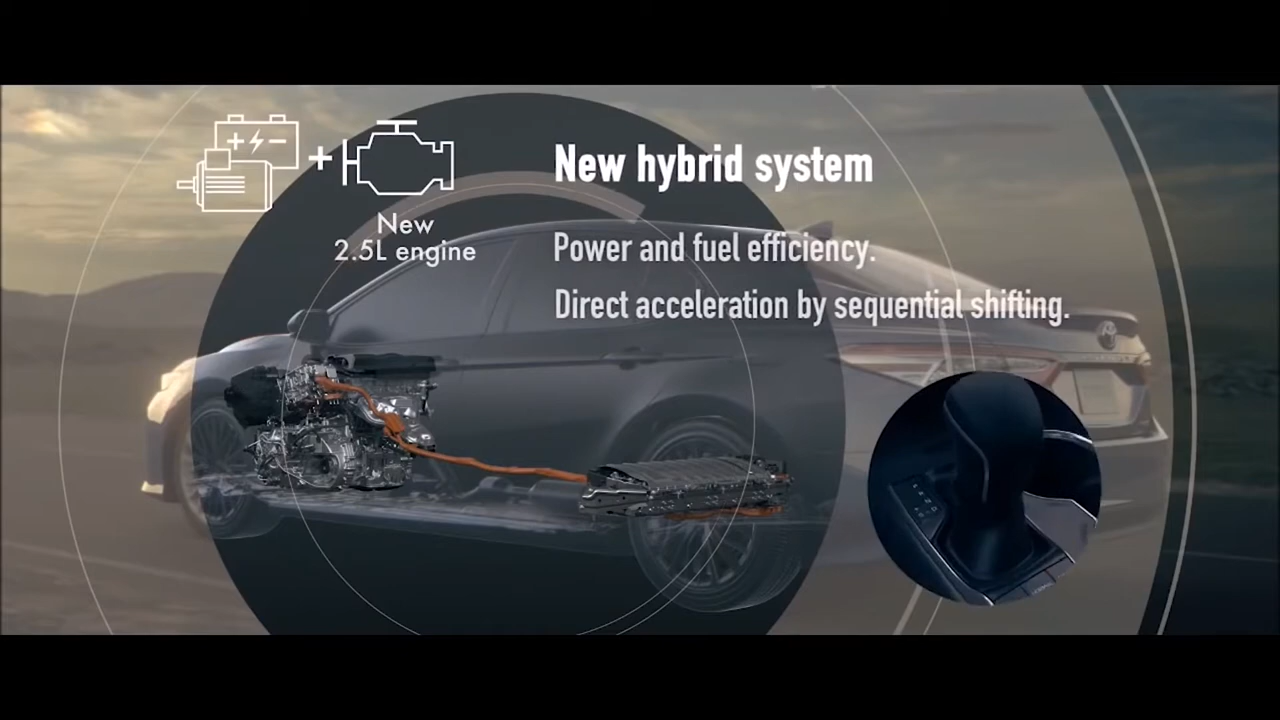 New
2.5L engine
New hybrid system
Power and fuel efficiency.
Direct acceleration by sequential shifting.